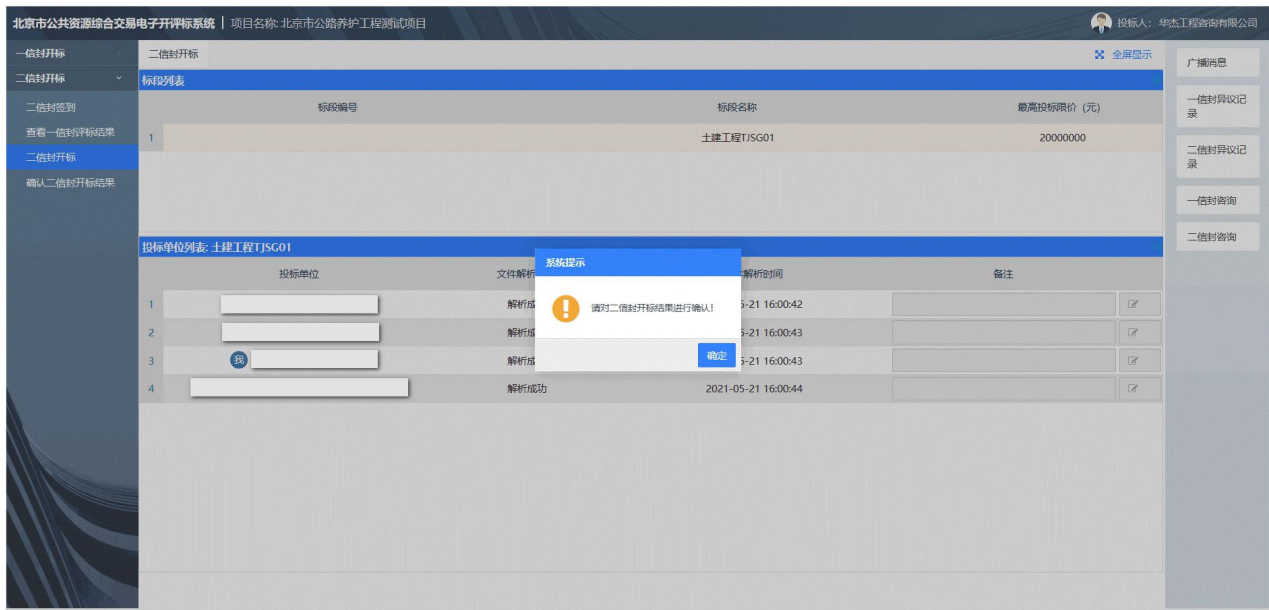 北京市公共资源综合交易电子开评标系统 | 项目名称: 北京市公路养护工程测试项目
投标人: 华杰工程咨询有限公司
一信封开标
二信封开标
二信封签到
查看一信封评标结果
二信封开标
确认二信封开标结果
二信封开标
全屏显示
标段列表
标段编号 标段名称 最高投标限价 (元)
1 土建工程TJSG01 20000000
投标单位列表: 土建工程TJSG01
投标单位 文件解析 解析时间 备注
1 解析成 5-21 16:00:42
2 解析成 5-21 16:00:43
3 我 解析成 5-21 16:00:43
4 解析成功 2021-05-21 16:00:44
系统提示
请对二信封开标结果进行确认!
确定
广播消息
一信封异议记
录
二信封异议记
录
一信封咨询
二信封咨询